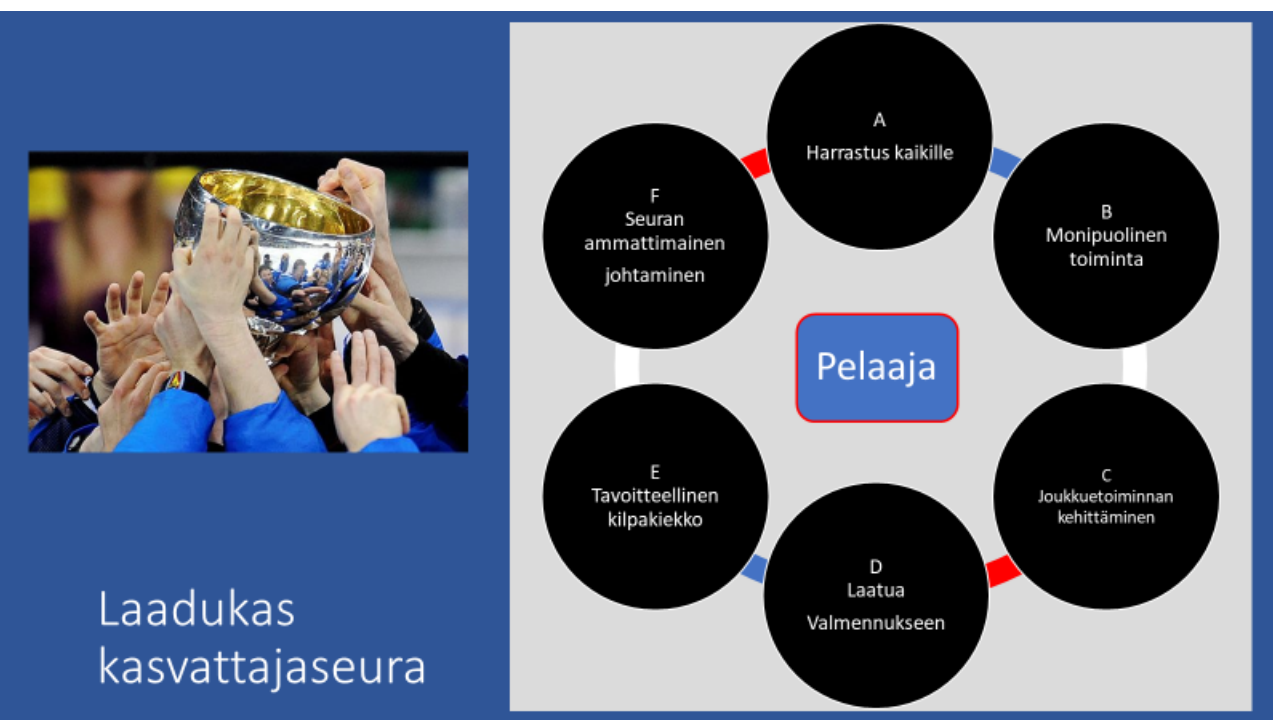 Laadukas
kasvattajaseura
A
Harrastus kaikille
B
Monipuolinen
toiminta
C
Joukkuetoiminnan
kehittäminen
D
Laatua
Valmennukseen
E
Tavoitteellinen
kilpakiekko
F
Seuran
ammattimainen
johtaminen
Pelaaja